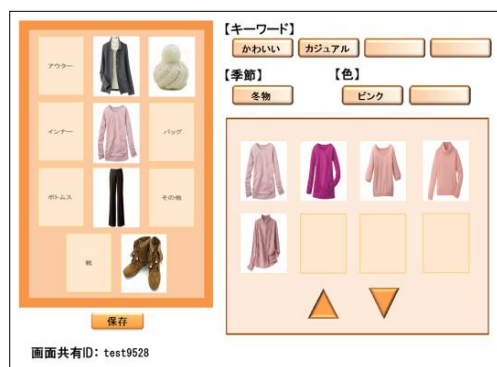 アウター
インナー
バッグ
ボトムス
その他
靴
保存
画面共有ID: test9528
【キーワード】
かわいい
カジュアル
【季節】
【色】
冬物
ピンク